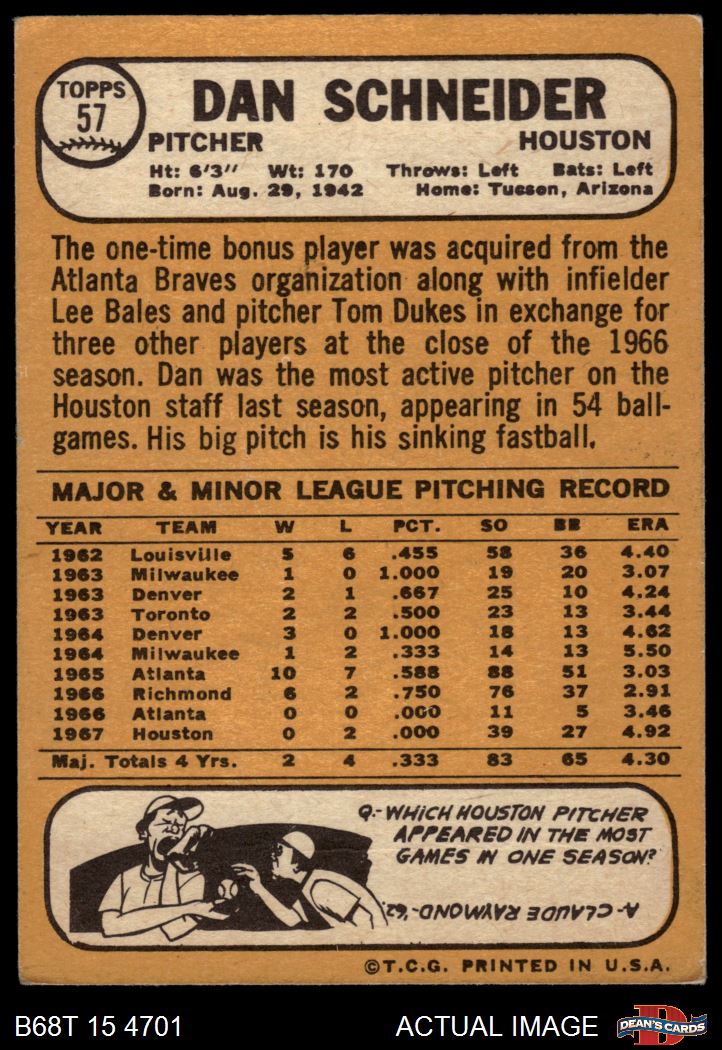 TOPPS
57
DAN SCHNEIDER
PITCHER HOUSTON
Ht: 6'3" Wt: 170 Throws: Left Bats: Left
Born: Aug. 29, 1942 Home: Tucson, Arizona
The one-time bonus player was acquired from the
Atlanta Braves organization along with infielder
Lee Bales and pitcher Tom Dukes in exchange for
three other players at the close of the 1966
season. Dan was the most active pitcher on the
Houston staff last season, appearing in 54 ball-
games. His big pitch is his sinking fastball.
MAJOR & MINOR LEAGUE PITCHING RECORD
YEAR TEAM W L PCT. SO BB ERA
1962 Louisville 5 6 .455 58 36 4.40
1963 Milwaukee 1 0 1.000 19 20 3.07
1963 Denver 2 1 .667 25 10 4.24
1963 Toronto 2 2 .500 23 13 3.44
1964 Denver 3 0 1.000 18 13 4.62
1964 Milwaukee 1 2 .333 14 13 5.50
1965 Atlanta 10 7 .588 88 51 3.03
1966 Richmond 6 2 .750 76 37 2.91
1966 Atlanta 0 0 .000 11 5 3.46
1967 Houston 0 2 .000 39 27 4.92
Maj. Totals 4 Yrs. 2 4 .333 83 65 4.30
Q.- WHICH HOUSTON PITCHER
APPEARED IN THE MOST
GAMES IN ONE SEASON?
A- CLAUDE RAYMOND -'62.
©T.C.G. PRINTED IN U.S.A.
B68T 15 4701 ACTUAL IMAGE D DEAN'S CARDS